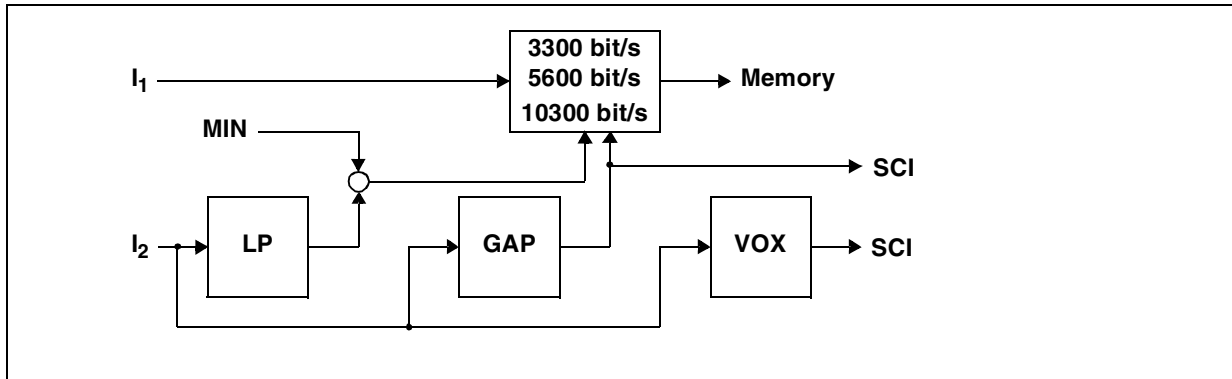 3300 bit/s
5600 bit/s
10300 bit/s
I1
Memory
MIN
SCI
I2
LP
GAP
VOX
SCI